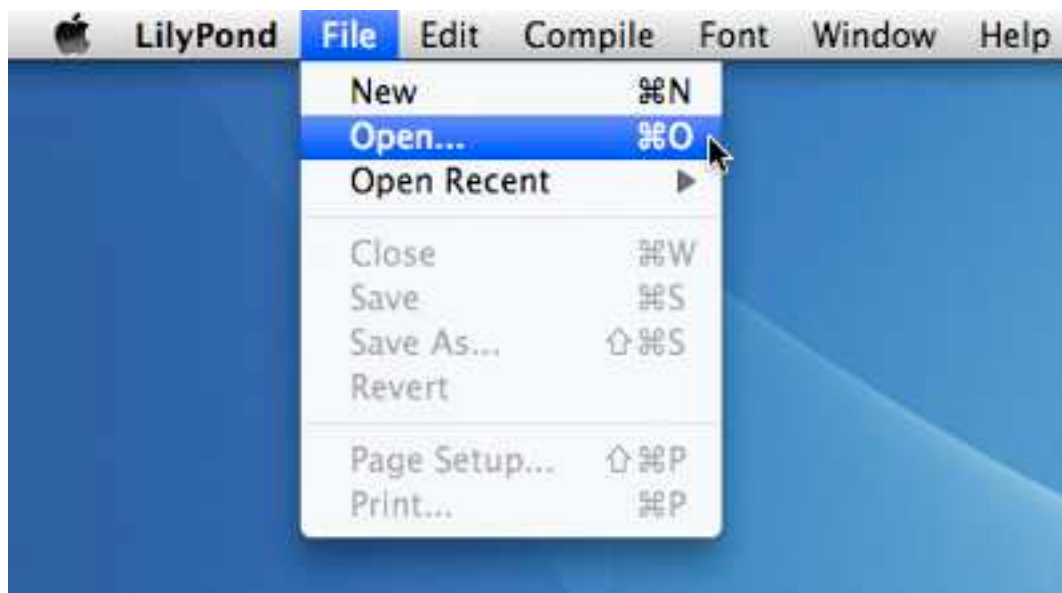 LilyPond File Edit Compile Font Window Help
New ⌘N
Open... ⌘O
Open Recent ▶
Close ⌘W
Save ⌘S
Save As... ⇧⌘S
Revert
Page Setup... ⇧⌘P
Print... ⌘P